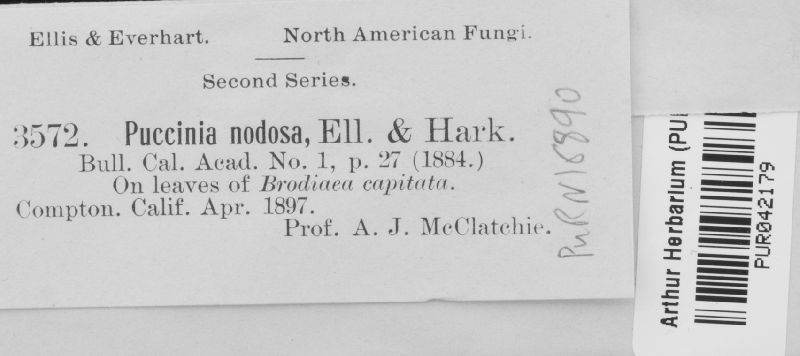 Ellis & Everhart. North American Fungi.
Second Series.
3572. Puccinia nodosa, Ell. & Hark.
Bull. Cal. Acad. No. 1, p. 27 (1884.)
On leaves of Brodiaea capitata.
Compton. Calif. Apr. 1897.
Prof. A. J. McClatchie.
PuRN16890
Arthur Herbarium (PU
PUR042179